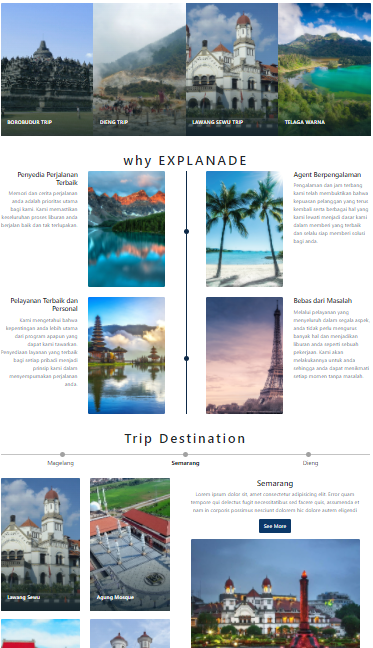 BOROBUDUR TRIP
DIENG TRIP
LAWANG SEWU TRIP
TELAGA WARNA
why EXPLANADE
Penyedia Perjalanan
Terbaik
Memori dan cerita perjalanan
anda adalah prioritas utama
bagi kami. Kami memastikan
keseluruhan proses liburan anda
berjalan baik dan tak terlupakan.
Agent Berpengalaman
Pengalaman dan jam terbang
kami telah membuktikan bahwa
kepuasan pelanggan yang terus
kembali serta berbagai hal yang
kami lewati menjadi dasar kami
dalam memberi yang terbaik
dan selalu siap memberi solusi
bagi anda
Pelayanan Terbaik dan
Personal
Kami mengetahui bahwa
kepentingan anda lebih utama
dari program apapun yang
dapat kami tawarkan.
Penyediaan layanan yang terbaik
bagi setiap pribadi menjadi
prinsip kami dalam
menyempurnakan perjalanan
anda
Bebas dari Masalah
Melalui pelayanan yang
menyeluruh dalam segala aspek,
anda tidak perlu mengurus
banyak hal dan menjadikan
liburan anda seperti sebuah
pekerjaan. Kami akan
melakukannya untuk anda
sehingga anda dapat menikmati
setiap momen tanpa masalah.
Trip Destination
Magelang
Semarang
Dieng
Lawang Sewu
Agung Mosque
Semarang
Lorem ipsum dolor sit, amet consectetur adipisicing elit. Error quam
tempore qui delectus fugit necessitatibus sed facere quis, assumenda et
nam in corporis possimus nesciunt dolorem hic dolore autem eligendi
See More